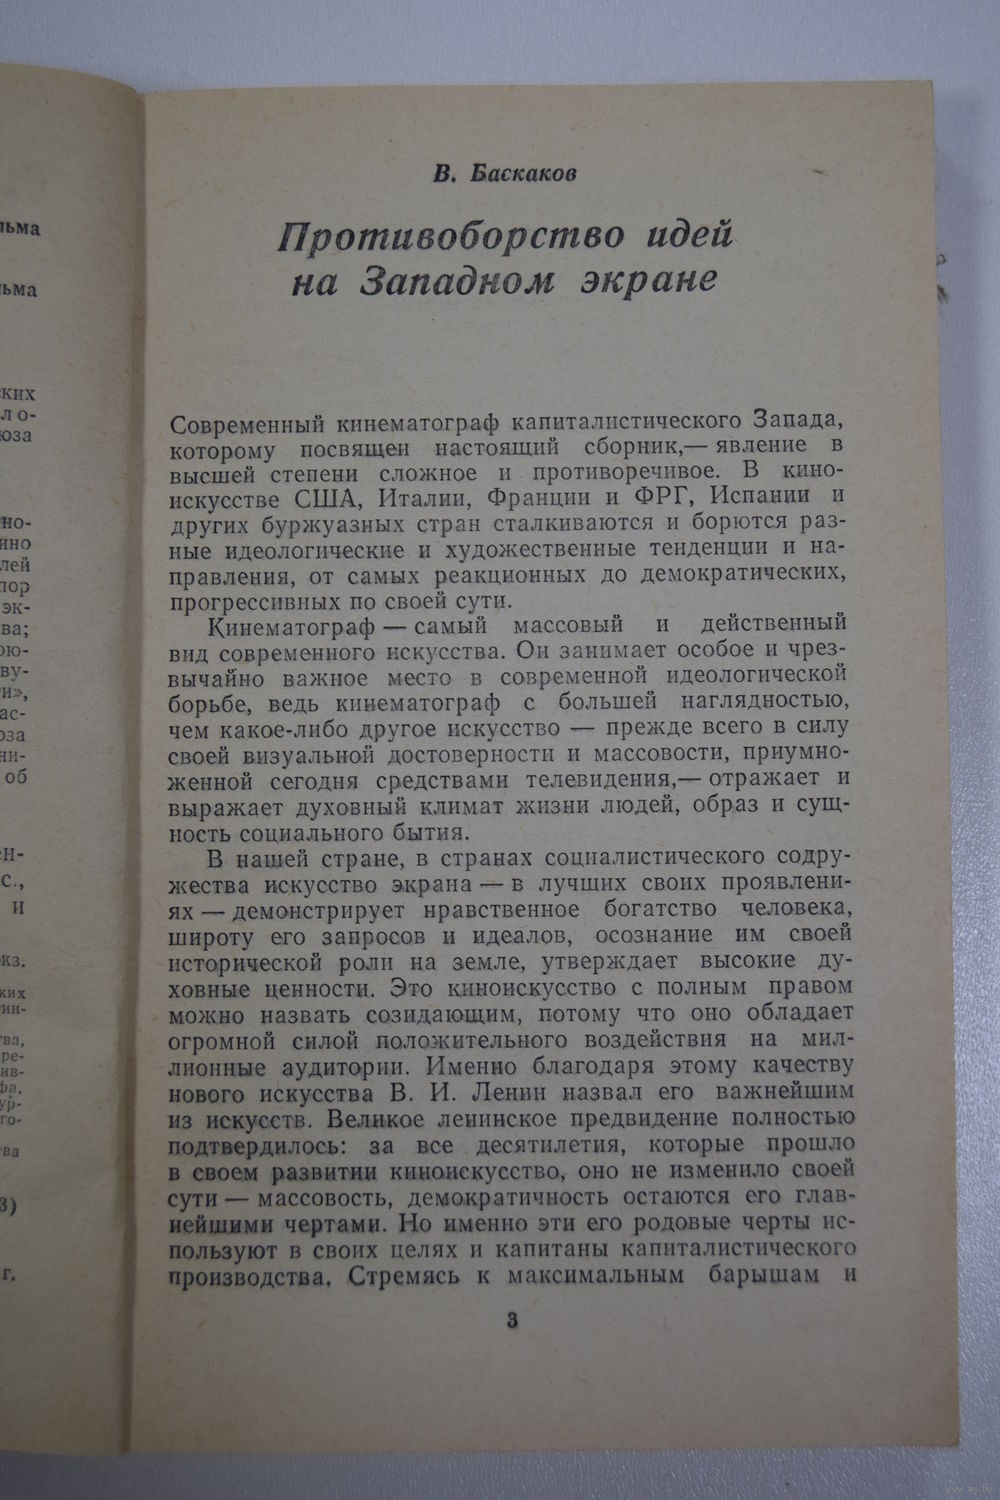 В. Баскаков
Противоборство идей
на Западном экране
Современный кинематограф капиталистического Запада,
которому посвящен настоящий сборник,— явление в
высшей степени сложное и противоречивое. В кино-
искусстве США, Италии, Франции и ФРГ, Испании и
других буржуазных стран сталкиваются и борются раз-
ные идеологические и художественные тенденции и на-
правления, от самых реакционных до демократических,
прогрессивных по своей сути.
Кинематограф — самый массовый и действенный
вид современного искусства. Он занимает особое и чрез-
вычайно важное место в современной идеологической
борьбе, ведь кинематограф с большей наглядностью,
чем какое-либо другое искусство — прежде всего в силу
своей визуальной достоверности и массовости, приумно-
женной сегодня средствами телевидения,— отражает и
выражает духовный климат жизни людей, образ и сущ-
ность социального бытия.
В нашей стране, в странах социалистического содру-
жества искусство экрана — в лучших своих проявлени-
ях — демонстрирует нравственное богатство человека,
широту его запросов и идеалов, осознание им своей
исторической роли на земле, утверждает высокие ду-
ховные ценности. Это киноискусство с полным правом
можно назвать созидающим, потому что оно обладает
огромной силой положительного воздействия на мил-
лионные аудитории. Именно благодаря этому качеству
нового искусства В. И. Ленин назвал его важнейшим
из искусств. Великое ленинское предвидение полностью
подтвердилось: за все десятилетия, которые прошло
в своем развитии киноискусство, оно не изменило своей
сути — массовость, демократичность остаются его глав-
нейшими чертами. Но именно эти его родовые черты ис-
пользуют в своих целях и капитаны капиталистического
производства. Стремясь к максимальным барышам и
3
www.ay.by